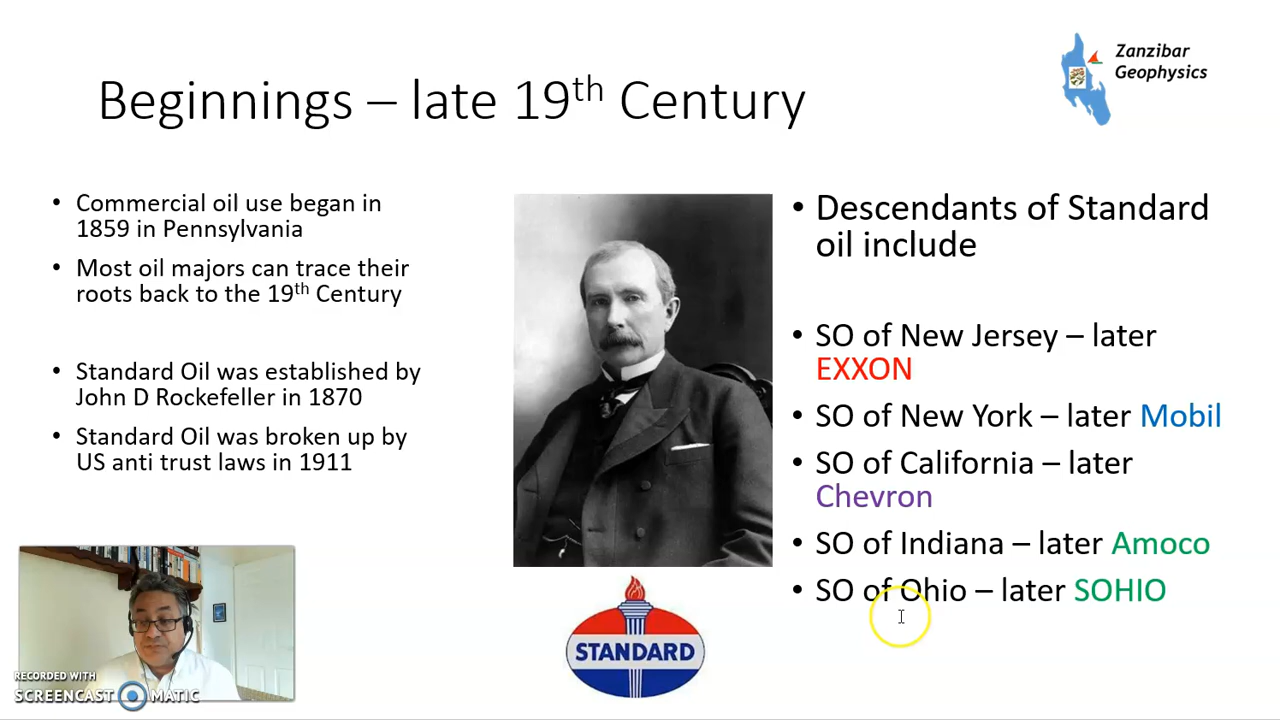 Zanzibar
Geophysics
Beginnings – late 19th Century
• Commercial oil use began in
1859 in Pennsylvania
• Most oil majors can trace their
roots back to the 19th Century
• Standard Oil was established by
John D Rockefeller in 1870
• Standard Oil was broken up by
US anti trust laws in 1911
• Descendants of Standard
oil include
• SO of New Jersey – later
EXXON
• SO of New York – later Mobil
• SO of California – later
Chevron
• SO of Indiana – later Amoco
• SO of Ohio – later SOHIO
STANDARD
RECORDED WITH
SCREENCAST MATIC